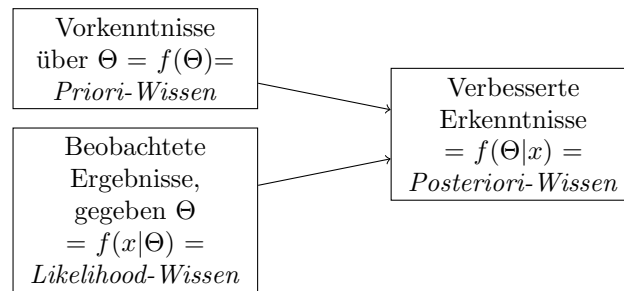 Vorkenntnisse
über Θ = f(Θ)=
Priori-Wissen
Beobachtete
Ergebnisse,
gegeben Θ
= f(x|Θ) =
Likelihood-Wissen
Verbesserte
Erkenntnisse
= f(Θ|x) =
Posteriori-Wissen